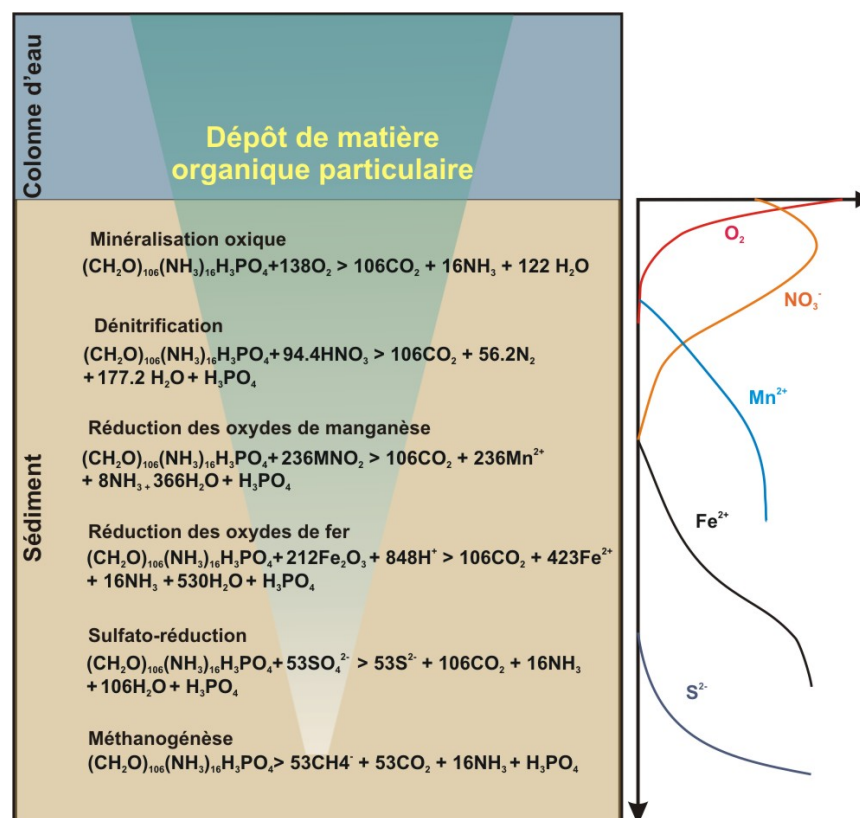 Colonne d'eau
Dépôt de matière
organique particulaire
Sédiment
Minéralisation oxique
(CH₂O)₁₀₆(NH₃)₁₆H₃PO₄+138O₂ > 106CO₂ + 16NH₃ + 122 H₂O
Dénitrification
(CH₂O)₁₀₆(NH₃)₁₆H₃PO₄+94.4HNO₃ > 106CO₂ + 56.2N₂
+177.2 H₂O + H₃PO₄
Réduction des oxydes de manganèse
(CH₂O)₁₀₆(NH₃)₁₆H₃PO₄+236MNO₂ > 106CO₂ + 236Mn²⁺
+ 8NH₃ + 366H₂O + H₃PO₄
Réduction des oxydes de fer
(CH₂O)₁₀₆(NH₃)₁₆H₃PO₄+212Fe₂O₃ + 848H⁺ > 106CO₂ + 423Fe²⁺
+ 16NH₃ + 530H₂O + H₃PO₄
Sulfato-réduction
(CH₂O)₁₀₆(NH₃)₁₆H₃PO₄+53SO₄²⁻ > 53S²⁻ + 106CO₂ + 16NH₃
+106H₂O + H₃PO₄
Méthanogénèse
(CH₂O)₁₀₆(NH₃)₁₆H₃PO₄> 53CH4⁻ + 53CO₂ + 16NH₃ + H₃PO₄
O₂
NO₃⁻
Mn²⁺
Fe²⁺
S²⁻